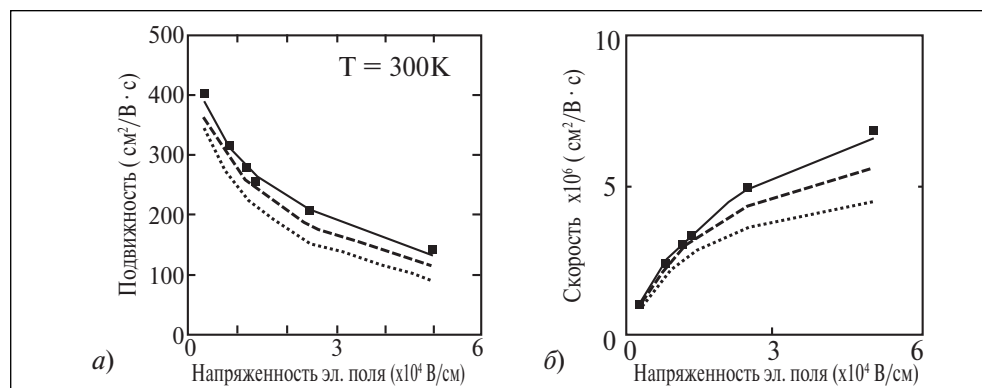 500
400
300
200
100
0
0
3
6
T = 300K
Подвижность ( см²/В · с)
Напряженность эл. поля (x10⁴ В/см)
а)
10
5
0
0
3
6
Скорость x10⁶ ( см²/В · с)
Напряженность эл. поля (x10⁴ В/см)
б)